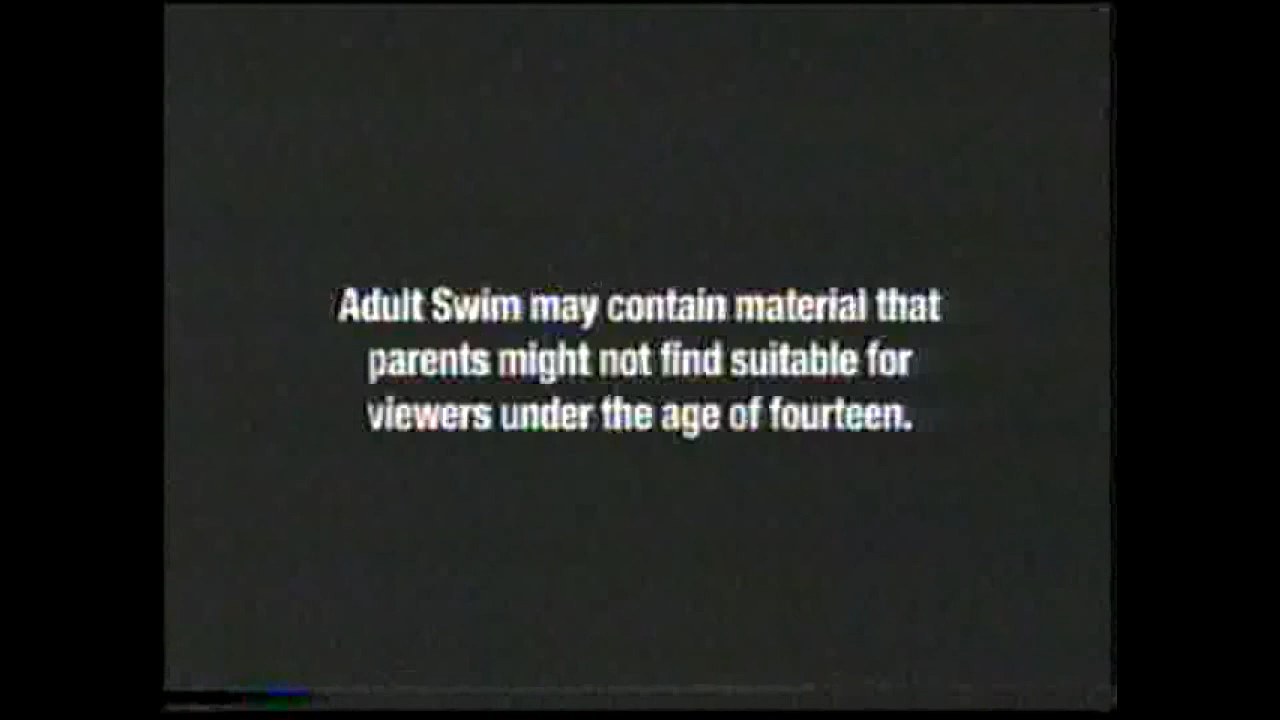 Adult Swim may contain material that
parents might not find suitable for
viewers under the age of fourteen.